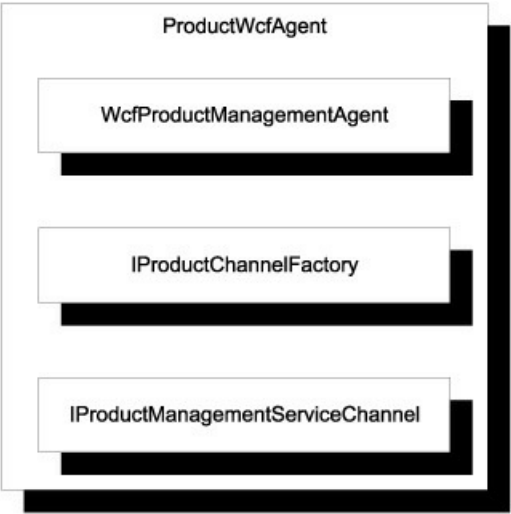 ProductWcfAgent
WcfProductManagementAgent
IProductChannelFactory
IProductManagementServiceChannel